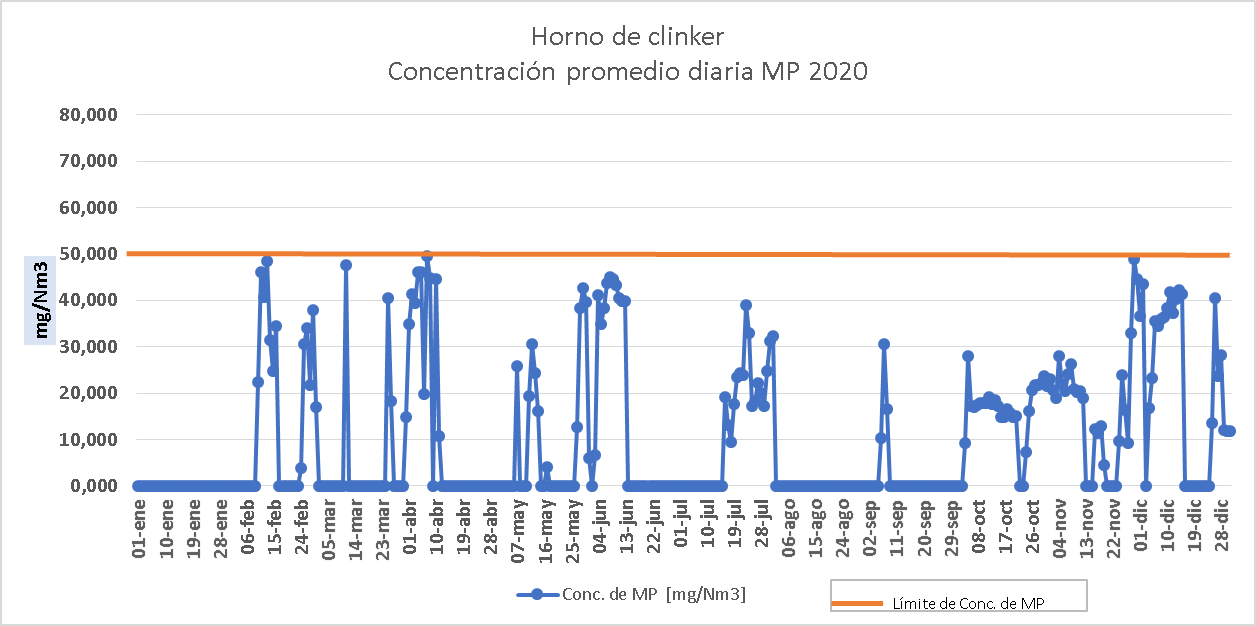 Horno de clinker
Concentración promedio diaria MP 2020
80,000
70,000
60,000
50,000
40,000
30,000
20,000
10,000
0,000
mg/Nm3
01-ene
10-ene
19-ene
28-ene
06-feb
15-feb
24-feb
05-mar
14-mar
23-mar
01-abr
10-abr
19-abr
28-abr
07-may
16-may
25-may
04-jun
13-jun
22-jun
01-jul
10-jul
19-jul
28-jul
06-ago
15-ago
24-ago
02-sep
11-sep
20-sep
29-sep
08-oct
17-oct
26-oct
04-nov
13-nov
22-nov
01-dic
10-dic
19-dic
28-dic
Conc. de MP [mg/Nm3]
Límite de Conc. de MP